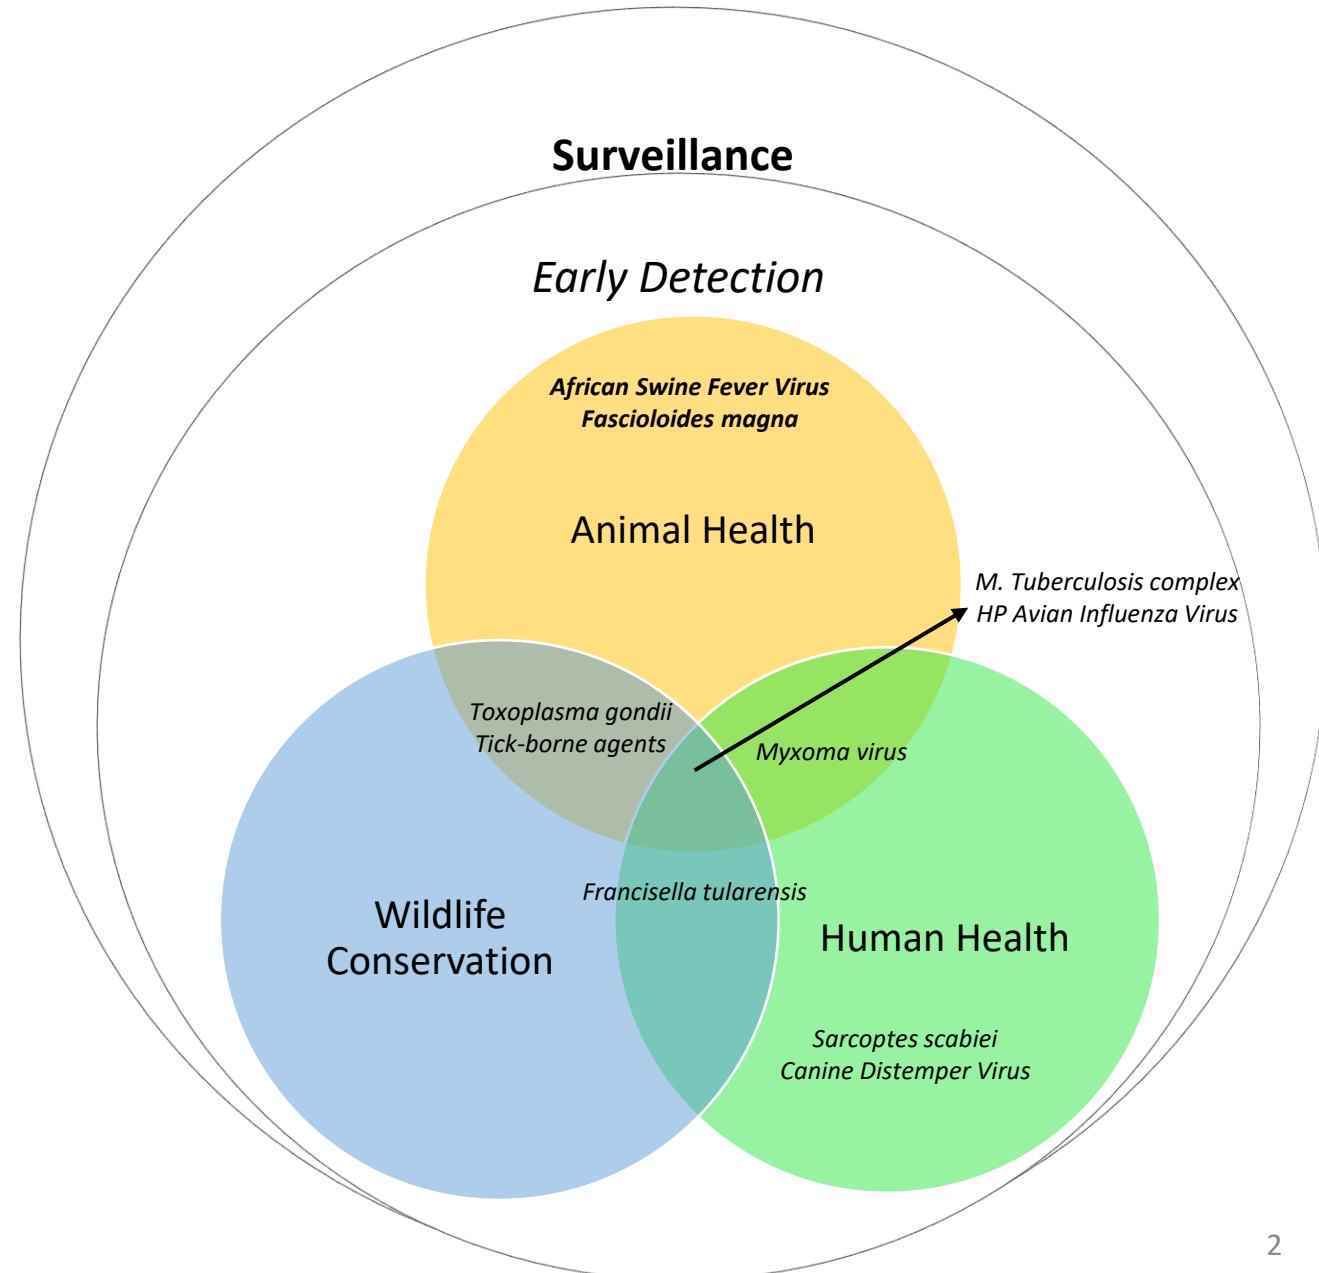 Surveillance
Early Detection
African Swine Fever Virus
Fascioloides magna
Animal Health
M. Tuberculosis complex
HP Avian Influenza Virus
Toxoplasma gondii
Tick-borne agents
Myxoma virus
Francisella tularensis
Wildlife
Conservation
Human Health
Sarcoptes scabiei
Canine Distemper Virus
2